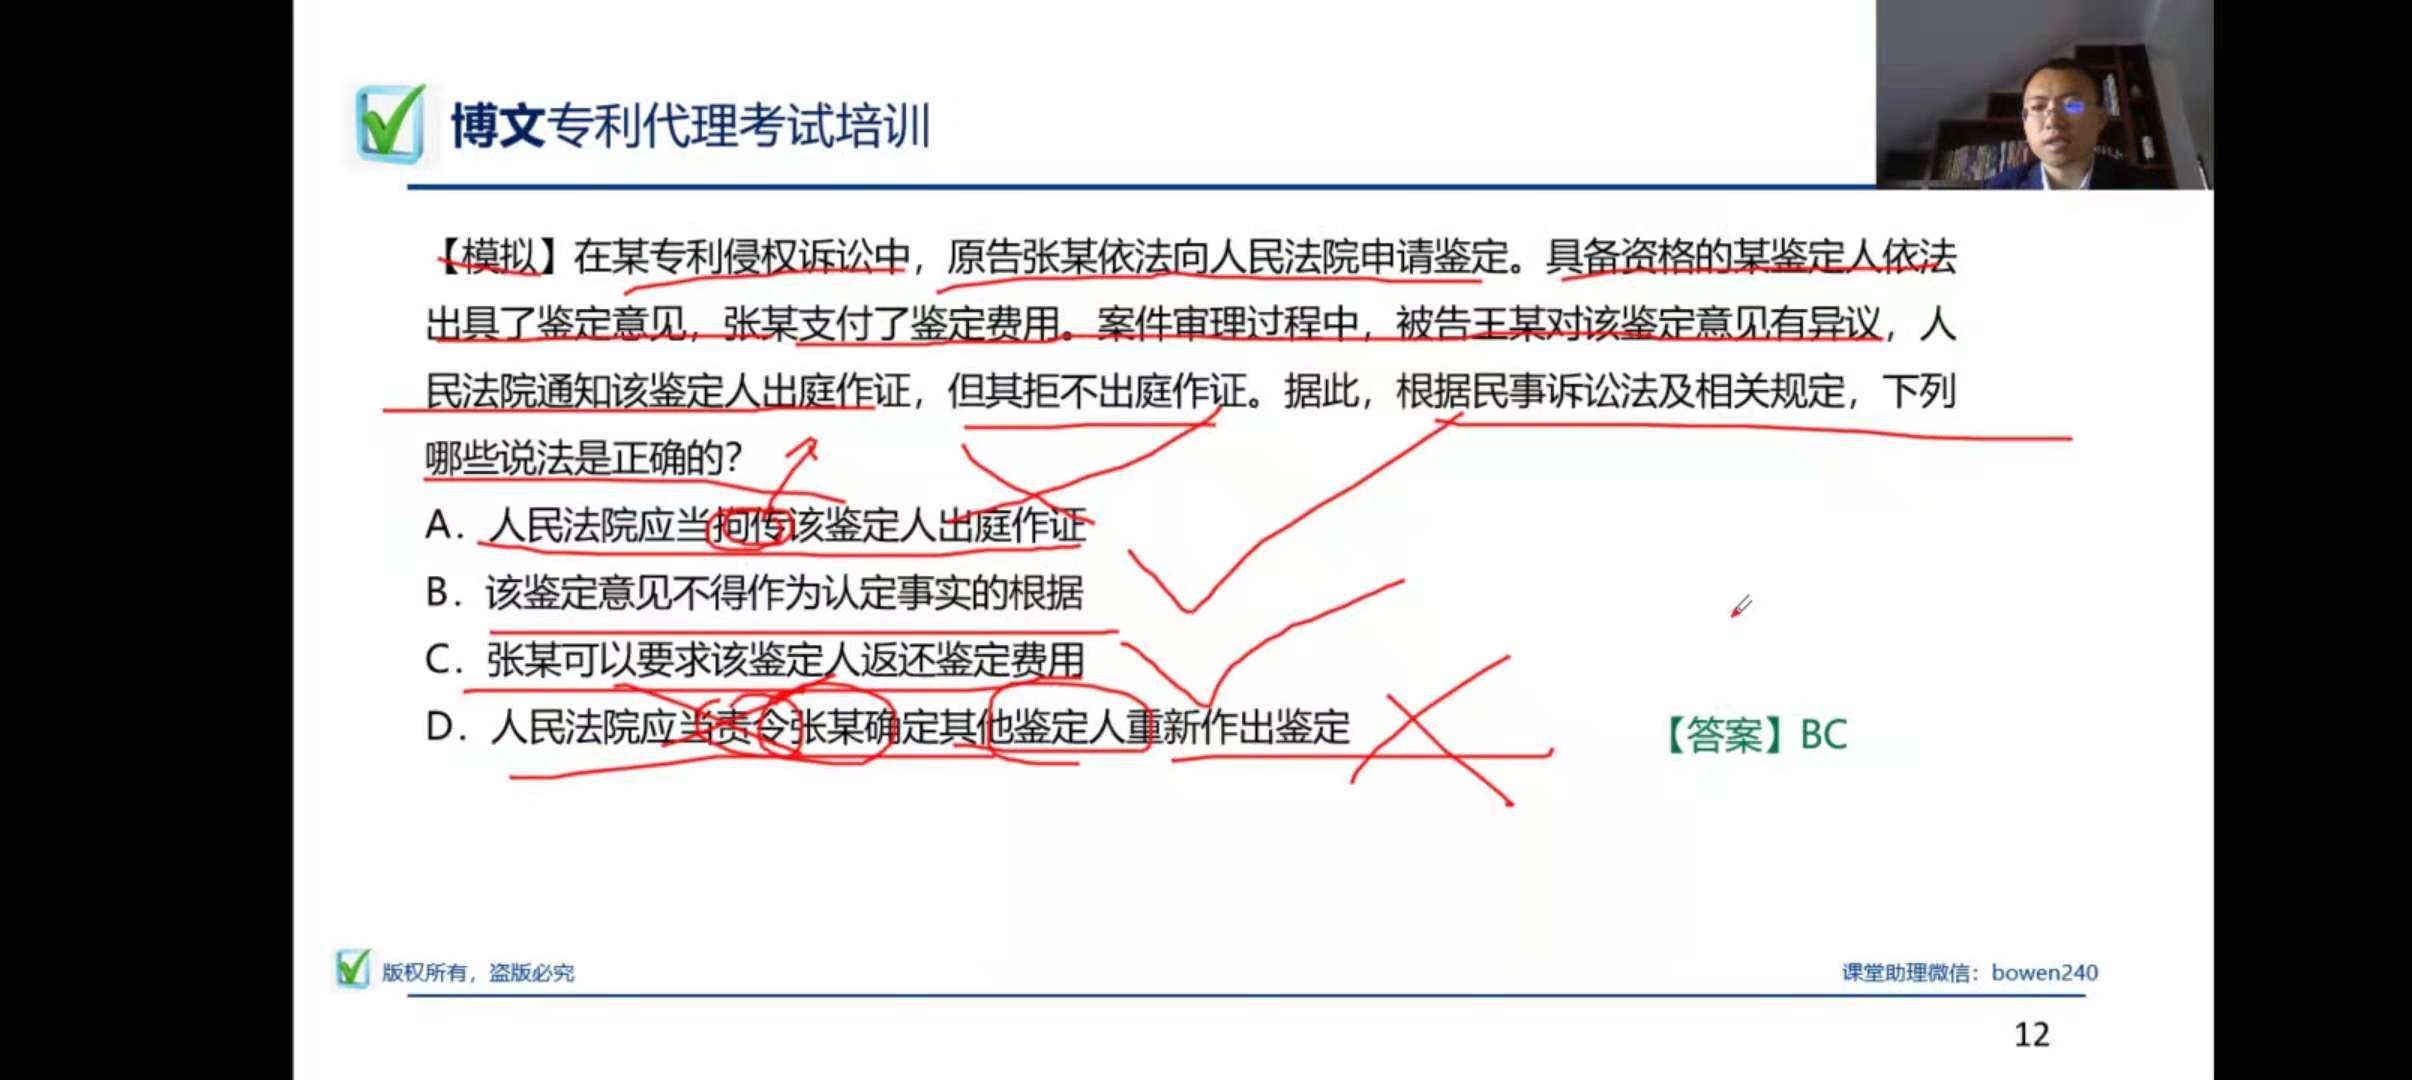 博文专利代理考试培训
【模拟】在某专利侵权诉讼中，原告张某依法向人民法院申请鉴定。具备资格的某鉴定人依法
出具了鉴定意见，张某支付了鉴定费用。案件审理过程中，被告王某对该鉴定意见有异议，人
民法院通知该鉴定人出庭作证，但其拒不出庭作证。据此，根据民事诉讼法及相关规定，下列
哪些说法是正确的?
A．人民法院应当拘传该鉴定人出庭作证
B．该鉴定意见不得作为认定事实的根据
C．张某可以要求该鉴定人返还鉴定费用
D．人民法院应当责令张某确定其他鉴定人重新作出鉴定
【答案】BC
版权所有，盗版必究
课堂助理微信：bowen240
12